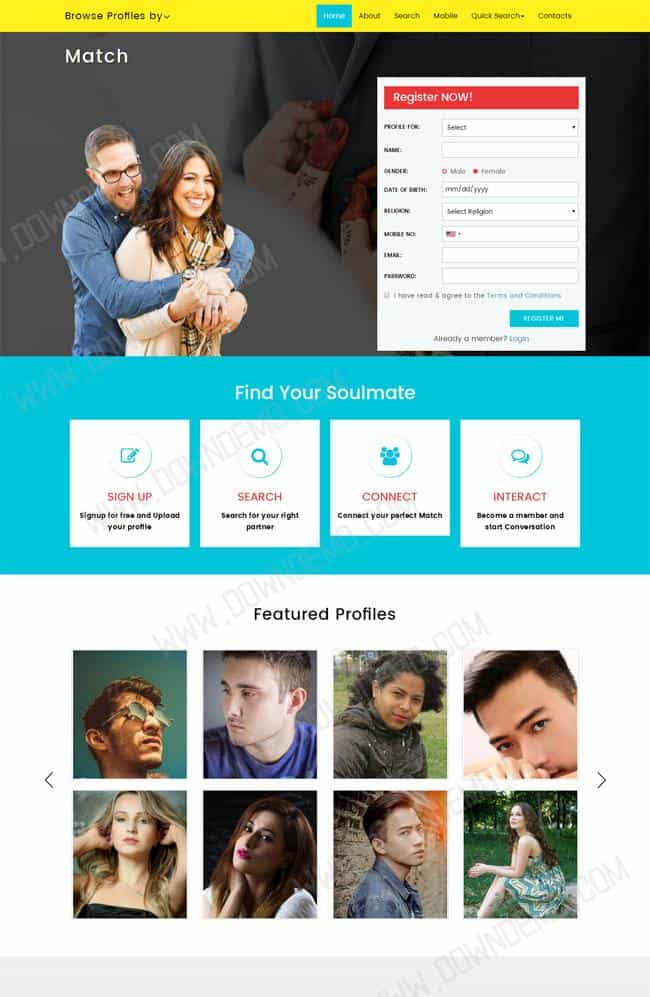 Browse Profiles by
Home About Search Mobile Quick Search Contacts
Match
Register NOW!
PROFILE FOR: Select
NAME:
GENDER: Male Female
DATE OF BIRTH: mm/dd/yyyy
RELIGION: Select Religion
MOBILE NO:
EMAIL:
PASSWORD:
I have read & agree to the Terms and Conditions
REGISTER ME
Already a member? Login
Find Your Soulmate
SIGN UP
Signup for free and Upload
your profile
SEARCH
Search for your right
partner
CONNECT
Connect your perfect Match
INTERACT
Become a member and
start Conversation
Featured Profiles
WWW.DOWNDEMO.COM
WWW.DOWNDEMO.COM
WWW.DOWNDEMO.COM